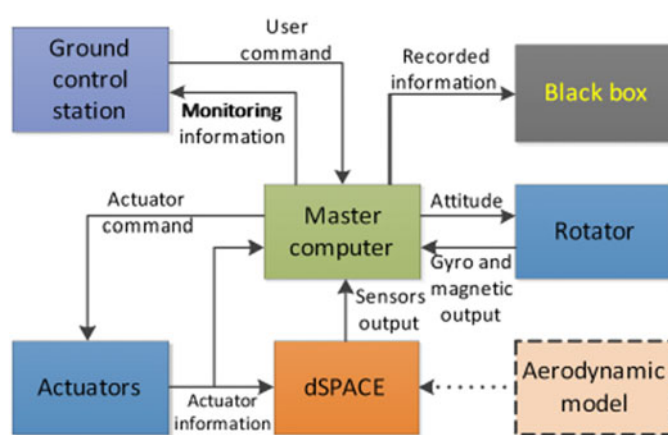 Ground
control
station
User
command
Monitoring
information
Recorded
information
Black box
Actuator
command
Master
computer
Attitude
Rotator
Gyro and
magnetic
output
Sensors
output
Actuators
Actuator
information
dSPACE
Aerodynamic
model